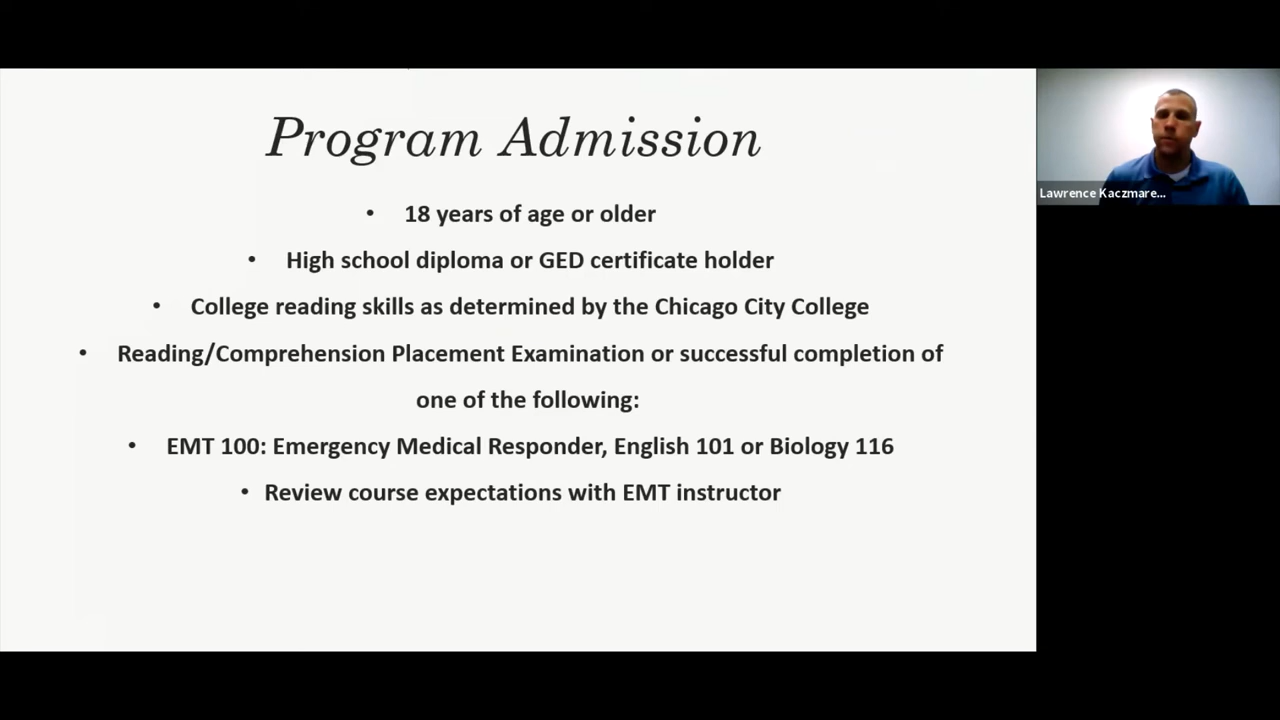 Program Admission
• 18 years of age or older
• High school diploma or GED certificate holder
• College reading skills as determined by the Chicago City College
• Reading/Comprehension Placement Examination or successful completion of
one of the following:
• EMT 100: Emergency Medical Responder, English 101 or Biology 116
• Review course expectations with EMT instructor
Lawrence Kaczmare...